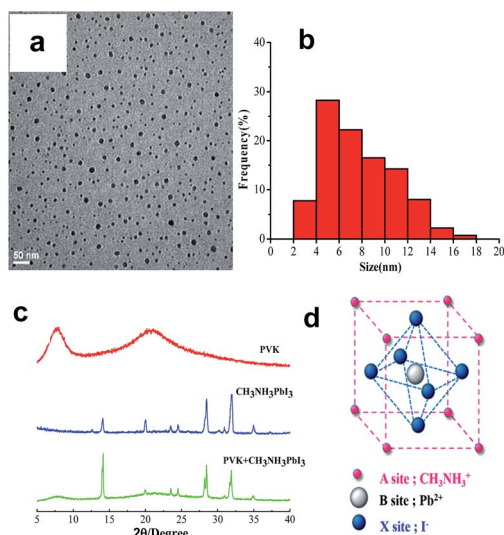 a
50 nm
b
Frequency(%)
40
30
20
10
0
0 2 4 6 8 10 12 14 16 18 20
Size(nm)
c
PVK
CH₃NH₃PbI₃
PVK+CH₃NH₃PbI₃
5 10 15 20 25 30 35 40
2θ/Degree
d
A site ; CH₃NH₃⁺
B site ; Pb²⁺
X site ; I⁻